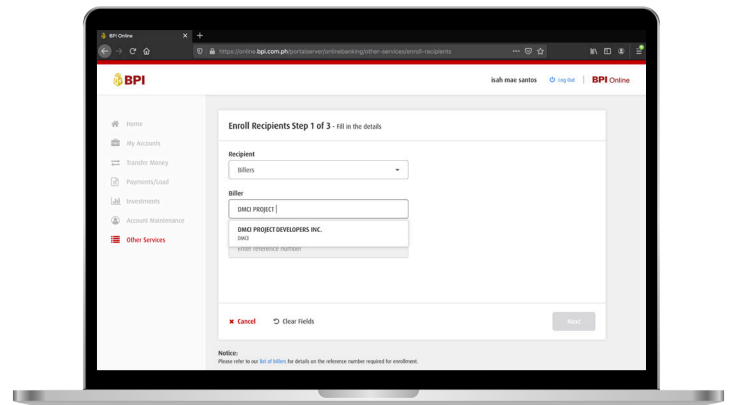 BPI Online
https://online.bpi.com.ph/portalserver/onlinebanking/other-services/enroll-recipients
BPI
isah mae santos
Log Out
BPI Online
Home
My Accounts
Transfer Money
Payments/Load
Investments
Account Maintenance
Other Services
Enroll Recipients Step 1 of 3 - Fill in the details
Recipient
Billers
Biller
DMCI PROJECT
DMCI PROJECT DEVELOPERS INC.
DMCI
Enter reference number
Cancel
Clear Fields
Next
Notice:
Please refer to our list of billers for details on the reference number required for enrollment.